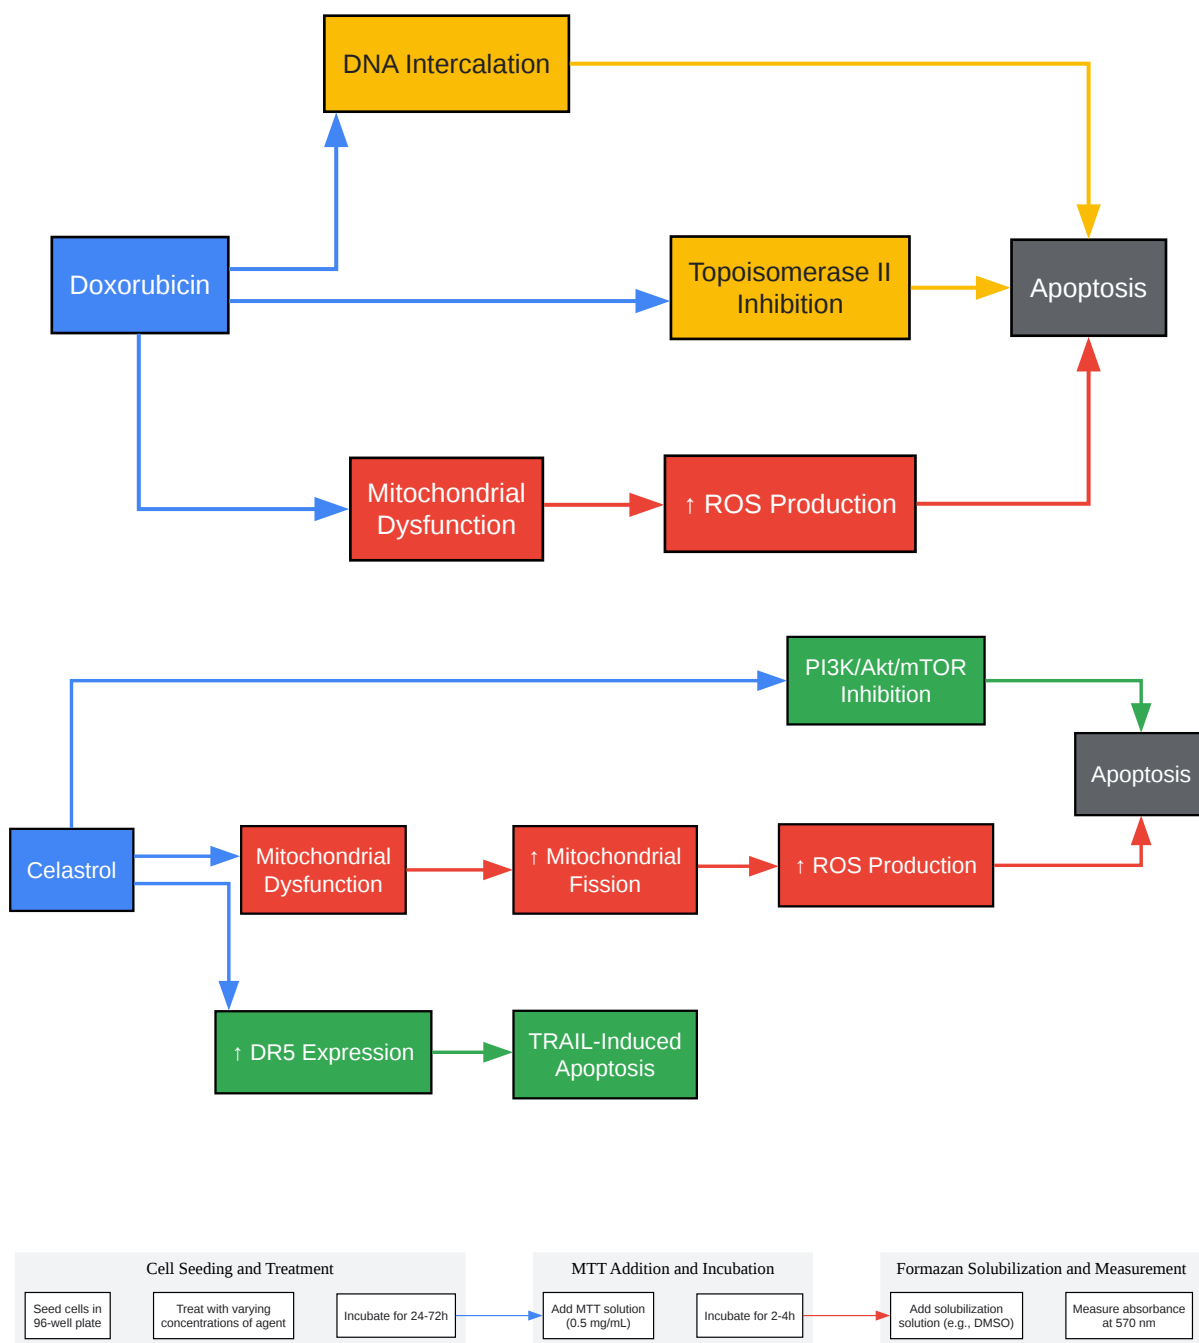 DNA Intercalation
Doxorubicin
Topoisomerase II
Inhibition
Apoptosis
Mitochondrial
Dysfunction
↑ ROS Production
PI3K/Akt/mTOR
Inhibition
Apoptosis
Celastrol
Mitochondrial
Dysfunction
↑ Mitochondrial
Fission
↑ ROS Production
↑ DR5 Expression
TRAIL-Induced
Apoptosis
Cell Seeding and Treatment
Seed cells in
96-well plate
Treat with varying
concentrations of agent
Incubate for 24-72h
MTT Addition and Incubation
Add MTT solution
(0.5 mg/mL)
Incubate for 2-4h
Formazan Solubilization and Measurement
Add solubilization
solution (e.g., DMSO)
Measure absorbance
at 570 nm